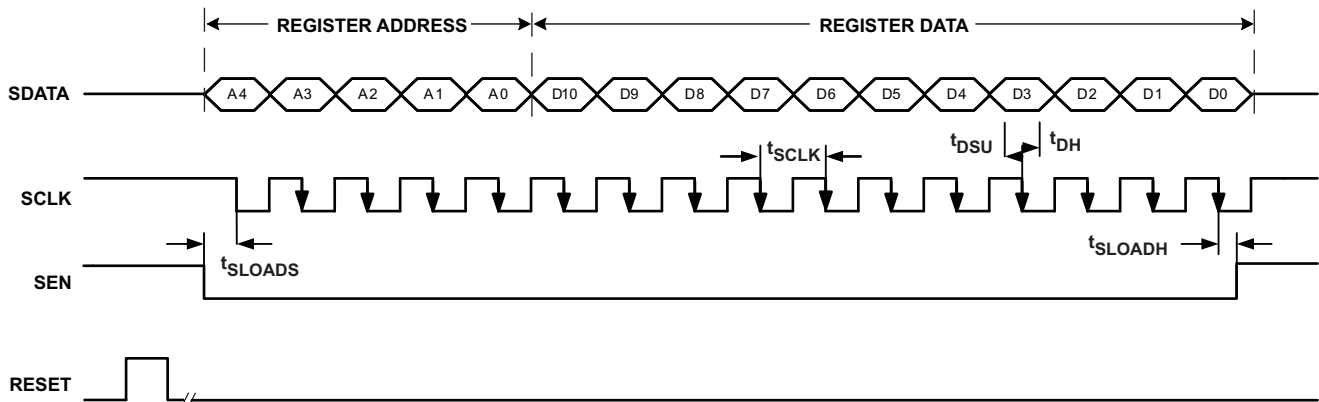 REGISTER ADDRESS REGISTER DATA
SDATA A4 A3 A2 A1 A0 D10 D9 D8 D7 D6 D5 D4 D3 D2 D1 D0
tSCLK tDSU tDH
SCLK
tSLOADS tSLOADH
SEN
RESET